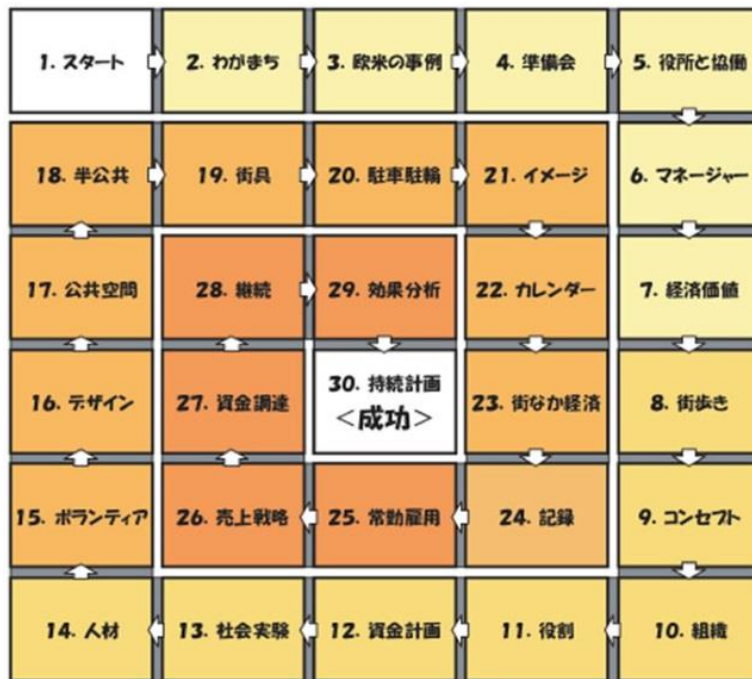 1. スタート
2. わがまち
3. 欧米の事例
4. 準備会
5. 役所と協働
18. 半公共
19. 街具
20. 駐車駐輪
21. イメージ
6. マネージャー
17. 公共空間
28. 継続
29. 効果分析
22. カレンダー
7. 経済価値
16. デザイン
27. 資金調達
30. 持続計画
<成功>
23. 街なか経済
8. 街歩き
15. ボランティア
26. 売上戦略
25. 常勤雇用
24. 記録
9. コンセプト
14. 人材
13. 社会実験
12. 資金計画
11. 役割
10. 組織